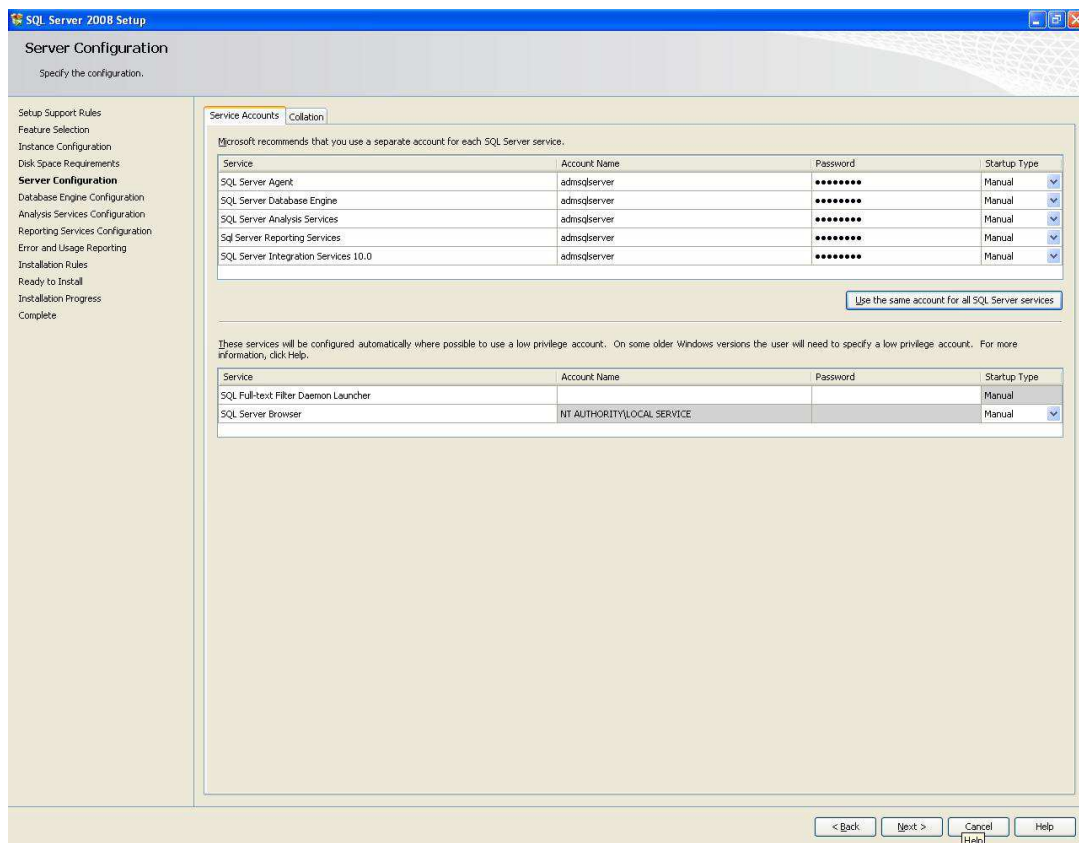 SQL Server 2008 Setup
Server Configuration
Specify the configuration.
Setup Support Rules
Feature Selection
Instance Configuration
Disk Space Requirements
Server Configuration
Database Engine Configuration
Analysis Services Configuration
Reporting Services Configuration
Error and Usage Reporting
Installation Rules
Ready to Install
Installation Progress
Complete
Service Accounts Collation
Microsoft recommends that you use a separate account for each SQL Server service.
Service Account Name Password Startup Type
SQL Server Agent admsqlserver ●●●●●●●● Manual
SQL Server Database Engine admsqlserver ●●●●●●●● Manual
SQL Server Analysis Services admsqlserver ●●●●●●●● Manual
Sql Server Reporting Services admsqlserver ●●●●●●●● Manual
SQL Server Integration Services 10.0 admsqlserver ●●●●●●●● Manual
Use the same account for all SQL Server services
These services will be configured automatically where possible to use a low privilege account. On some older Windows versions the user will need to specify a low privilege account. For more
information, click Help.
Service Account Name Password Startup Type
SQL Full-text Filter Daemon Launcher Manual
SQL Server Browser NT AUTHORITY\LOCAL SERVICE Manual
< Back Next > Cancel Help
Help